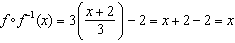 f ∘ f⁻¹(x) = 3((x + 2)/3) − 2 = x + 2 − 2 = x